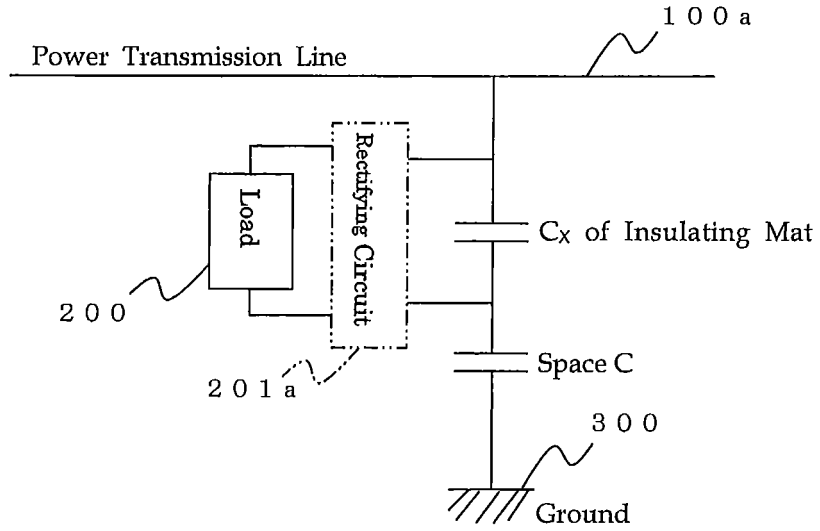 100a
Power Transmission Line
Rectifying Circuit
Load
Cx of Insulating Mat
200
Space C
201a
300
Ground